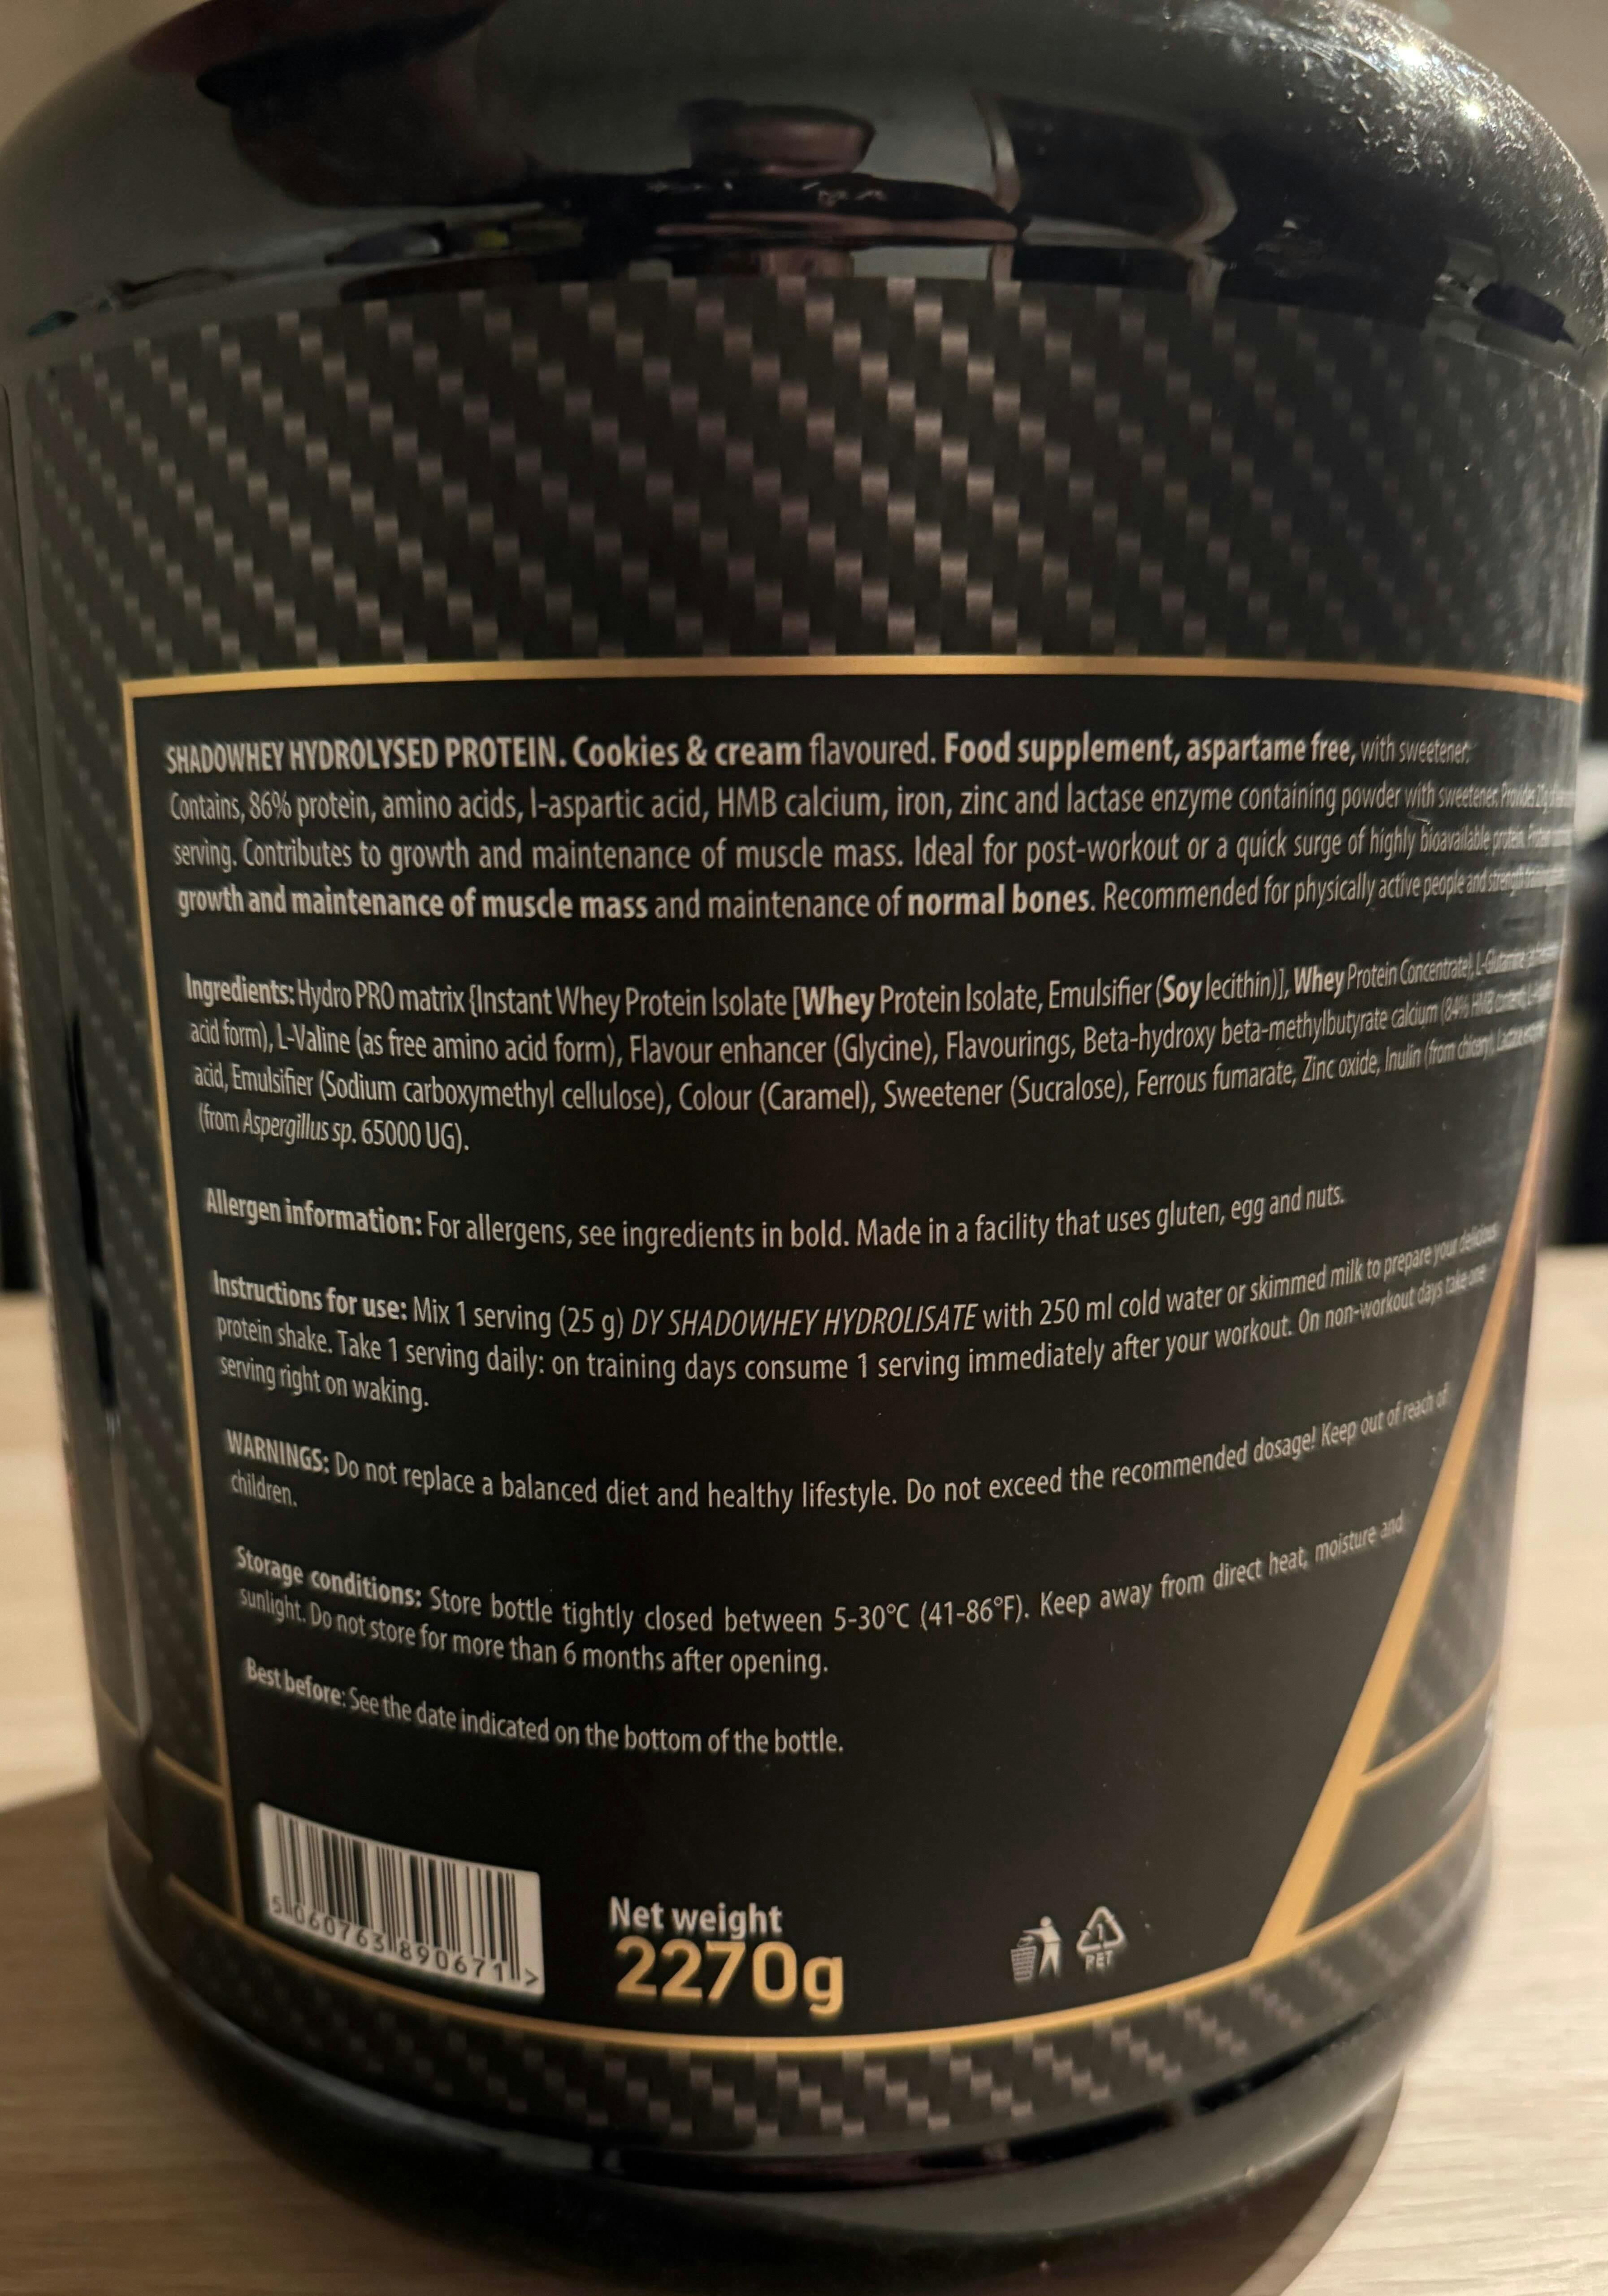 SHADOWHEY HYDROLYSED PROTEIN. Cookies & cream flavoured. Food supplement, aspartame free, with sweetener.
Contains, 86% protein, amino acids, l-aspartic acid, HMB calcium, iron, zinc and lactase enzyme containing powder with sweetener. Provides 21g of
serving. Contributes to growth and maintenance of muscle mass. Ideal for post-workout or a quick surge of highly bioavailable protein. Protein
growth and maintenance of muscle mass and maintenance of normal bones. Recommended for physically active people and strength training
Ingredients: Hydro PRO matrix {Instant Whey Protein Isolate [Whey Protein Isolate, Emulsifier (Soy lecithin)], Whey Protein Concentrate}, L-Glutamine
acid form), L-Valine (as free amino acid form), Flavour enhancer (Glycine), Flavourings, Beta-hydroxy beta-methylbutyrate calcium (84% HMB content),
acid, Emulsifier (Sodium carboxymethyl cellulose), Colour (Caramel), Sweetener (Sucralose), Ferrous fumarate, Zinc oxide, Inulin (from chicory), Lactase
(from Aspergillus sp. 65000 UG).
Allergen information: For allergens, see ingredients in bold. Made in a facility that uses gluten, egg and nuts.
Instructions for use: Mix 1 serving (25 g) DY SHADOWHEY HYDROLISATE with 250 ml cold water or skimmed milk to prepare your delicious
protein shake. Take 1 serving daily: on training days consume 1 serving immediately after your workout. On non-workout days take one
serving right on waking.
WARNINGS: Do not replace a balanced diet and healthy lifestyle. Do not exceed the recommended dosage! Keep out of reach of
children.
Storage conditions: Store bottle tightly closed between 5-30°C (41-86°F). Keep away from direct heat, moisture and
sunlight. Do not store for more than 6 months after opening.
Best before: See the date indicated on the bottom of the bottle.
5 060763 890671 >
Net weight
2270g
1
PET